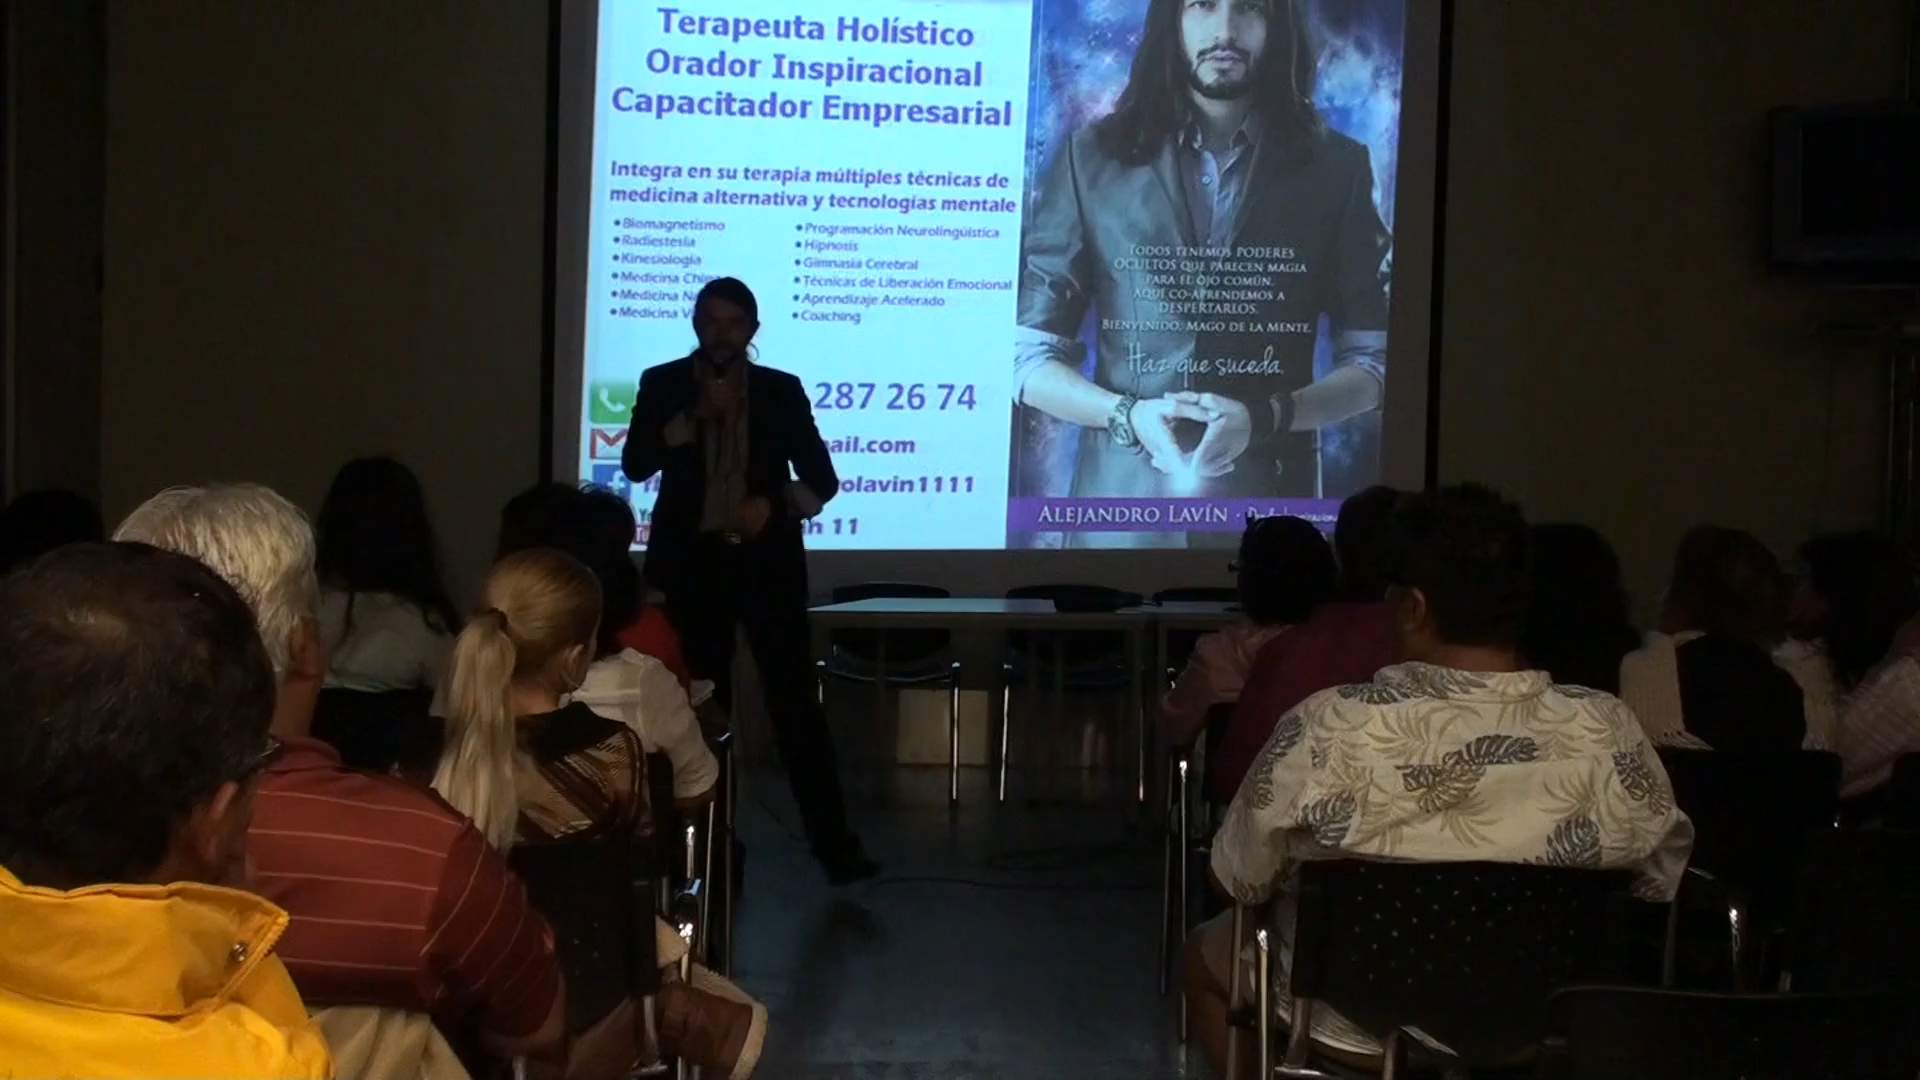 Terapeuta Holístico
Orador Inspiracional
Capacitador Empresarial
Integra en su terapia múltiples técnicas de
medicina alternativa y tecnologías mentale
•Biomagnetismo
•Radiestesia
•Kinesiología
•Medicina
•Medicina
•Medicina
•Programación Neurolingüística
•Hipnosis
•Gimnasia Cerebral
•Técnicas de Liberación Emocional
•Aprendizaje Acelerado
•Coaching
287 26 74
ail.com
olavin1111
h 11
TODOS TENEMOS PODERES
OCULTOS QUE PARECEN MAGIA
PARA EL OJO COMÚN.
AQUÍ CO-APRENDEMOS A
DESPERTARLOS.
BIENVENIDO, MAGO DE LA MENTE.
Haz que suceda.
ALEJANDRO LAVÍN ·